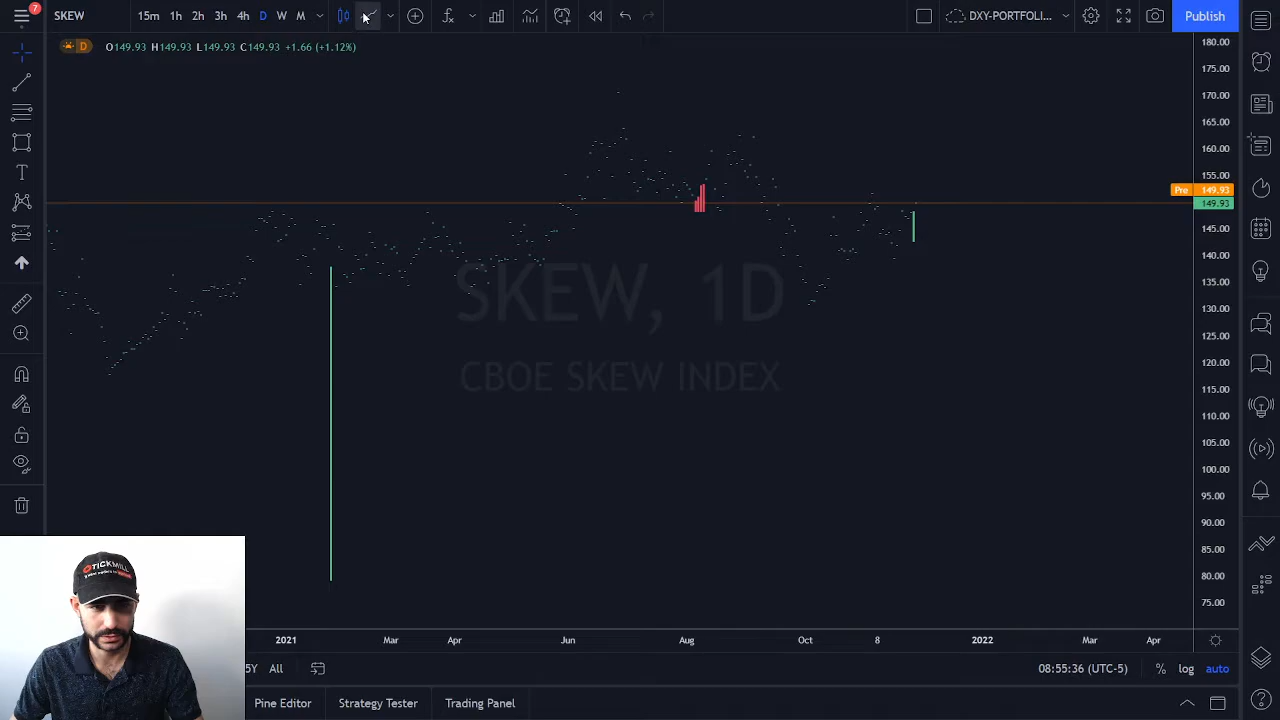 7
SKEW
15m 1h 2h 3h 4h D W M
DXY-PORTFOLI...
Publish
D O149.93 H149.93 L149.93 C149.93 +1.66 (+1.12%)
180.00
175.00
170.00
165.00
160.00
155.00
Pre 149.93
149.93
145.00
140.00
135.00
130.00
125.00
120.00
115.00
110.00
105.00
100.00
95.00
90.00
85.00
80.00
75.00
SKEW, 1D
CBOE SKEW INDEX
TICKMILL
2021 Mar Apr Jun Aug Oct 8 2022 Mar Apr
5Y All
08:55:36 (UTC-5) % log auto
Pine Editor Strategy Tester Trading Panel